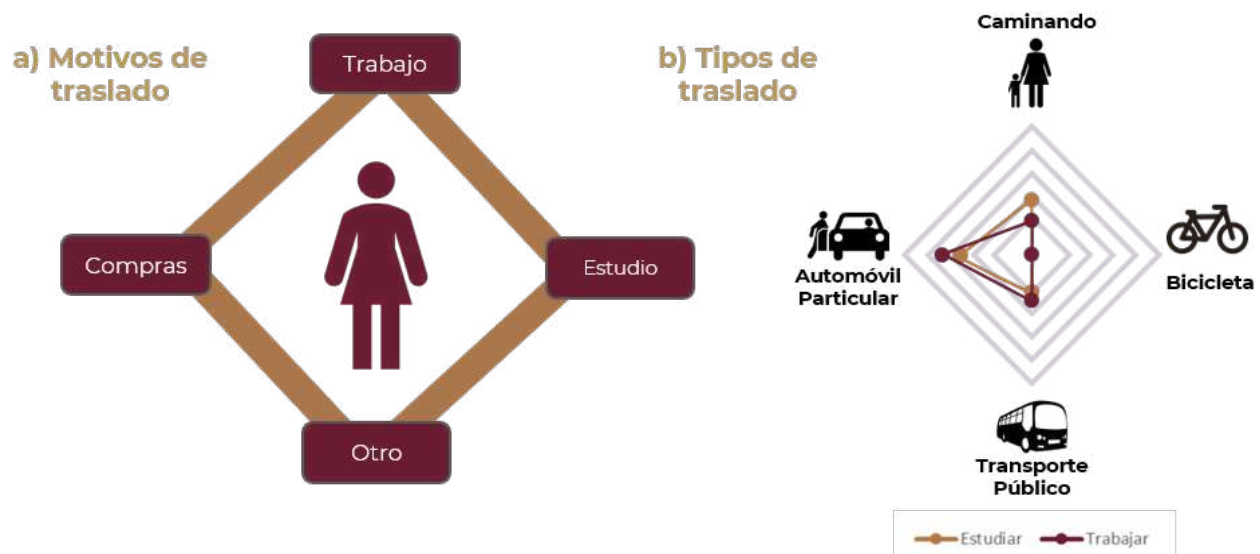 a) Motivos de
traslado
Trabajo
Compras
Estudio
Otro
b) Tipos de
traslado
Caminando
Automóvil
Particular
Bicicleta
Transporte
Público
Estudiar
Trabajar